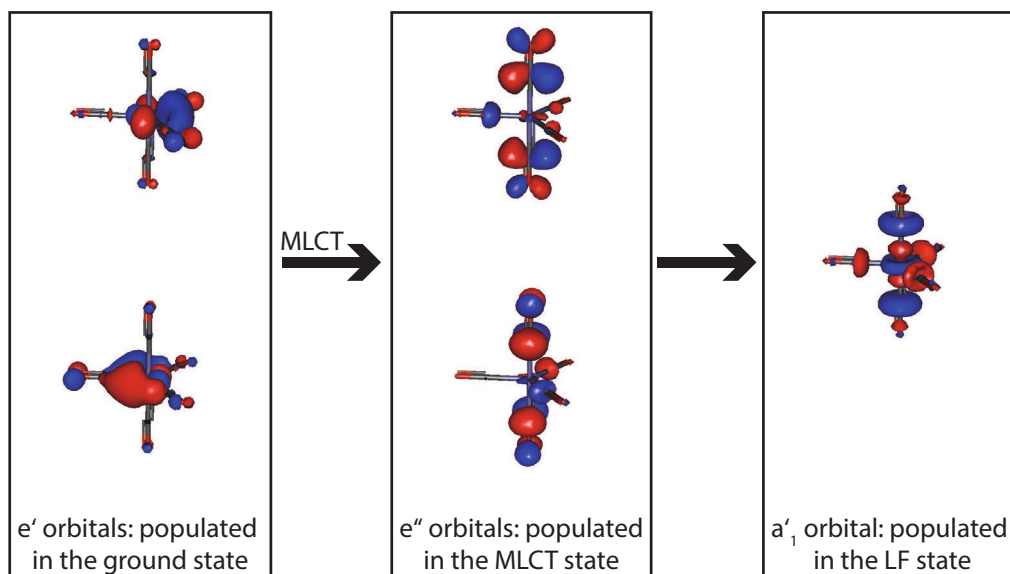 MLCT
e‘ orbitals: populated
in the ground state
e“ orbitals: populated
in the MLCT state
a‘₁ orbital: populated
in the LF state